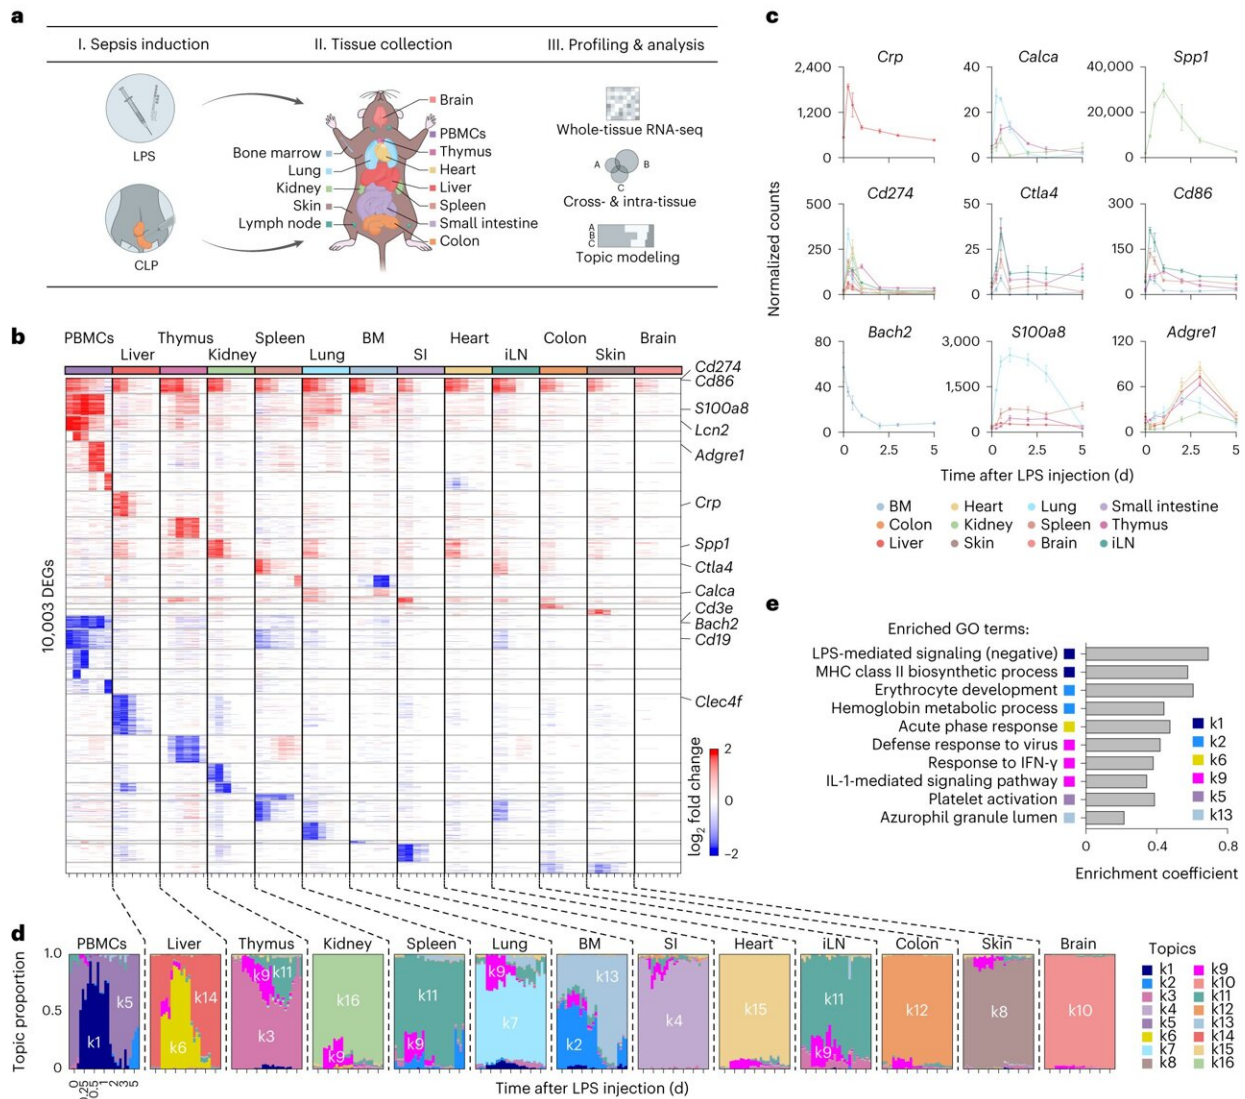 a
I. Sepsis induction
II. Tissue collection
III. Profiling & analysis
LPS
CLP
Brain
PBMCs
Thymus
Heart
Liver
Spleen
Small intestine
Colon
Bone marrow
Lung
Kidney
Skin
Lymph node
Whole-tissue RNA-seq
A
B
C
Cross- & intra-tissue
A
B
C
Topic modeling
b
PBMCs Thymus Spleen BM Heart Colon Brain
Liver Kidney Lung SI iLN Skin
10,003 DEGs
Cd274
Cd86
S100a8
Lcn2
Adgre1
Crp
Spp1
Ctla4
Calca
Cd3e
Bach2
Cd19
Clec4f
log2 fold change
2
0
−2
c
Normalized counts
Crp
2,400
1,200
0
Calca
40
20
0
Spp1
40,000
20,000
0
Cd274
500
250
0
Ctla4
50
25
0
Cd86
300
150
0
Bach2
80
40
0
S100a8
3,000
1,500
0
Adgre1
120
60
0
0 2.5 5
0 2.5 5
0 2.5 5
Time after LPS injection (d)
BM Heart Lung Small intestine
Colon Kidney Spleen Thymus
Liver Skin Brain iLN
e
Enriched GO terms:
LPS-mediated signaling (negative)
MHC class II biosynthetic process
Erythrocyte development
Hemoglobin metabolic process
Acute phase response
Defense response to virus
Response to IFN-γ
IL-1-mediated signaling pathway
Platelet activation
Azurophil granule lumen
k1
k2
k6
k9
k5
k13
0 0.4 0.8
Enrichment coefficient
d
PBMCs Liver Thymus Kidney Spleen Lung BM SI Heart iLN Colon Skin Brain
Topic proportion
1.0
0.5
0
k5
k1
k14
k6
k9 k11
k3
k16
k9
k11
k9
k9
k7
k13
k2
k4
k15
k11
k9
k12
k8
k10
0
0.25
0.5
1
2
3
5
Time after LPS injection (d)
Topics
k1 k9
k2 k10
k3 k11
k4 k12
k5 k13
k6 k14
k7 k15
k8 k16